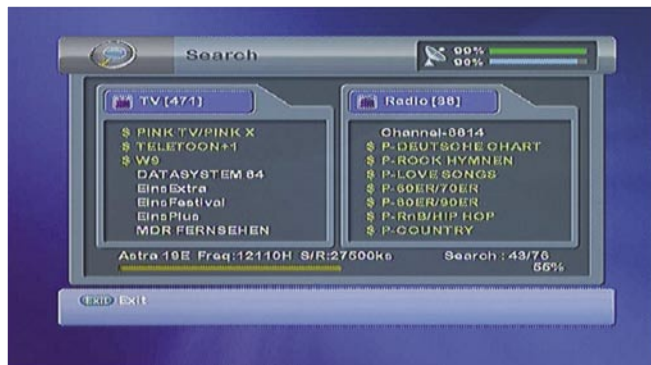 Search
99%
90%
TV [471]
$ PINK TV/PINK X
$ TELETOON+1
$ W9
DATASYSTEM 64
EinsExtra
EinsFestival
EinsPlus
MDR FERNSEHEN
Radio [38]
Channel-8614
$ P-DEUTSCHE CHART
$ P-ROCK HYMNEN
$ P-LOVE SONGS
$ P-60ER/70ER
$ P-80ER/90ER
$ P-RnB/HIP HOP
$ P-COUNTRY
Astra 19E Freq:12110H S/R:27500ks Search : 43/76
55%
EXIT Exit